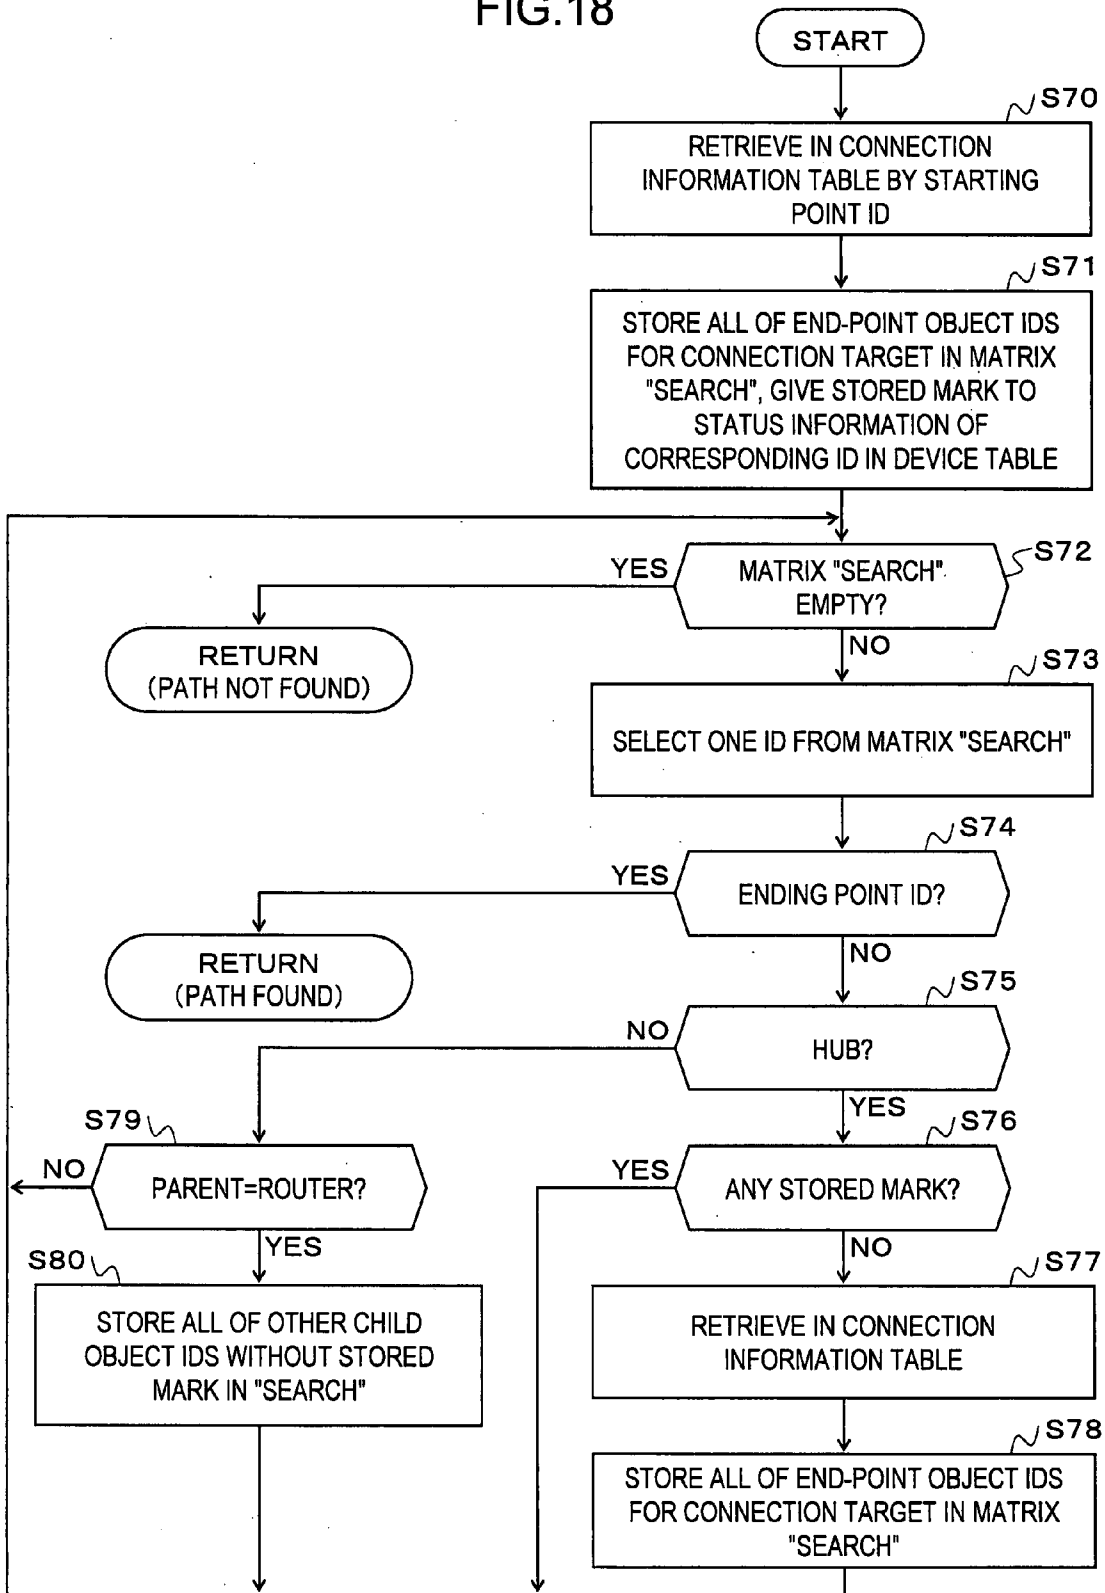 FIG.18
START
S70
RETRIEVE IN CONNECTION
INFORMATION TABLE BY STARTING
POINT ID
S71
STORE ALL OF END-POINT OBJECT IDS
FOR CONNECTION TARGET IN MATRIX
"SEARCH", GIVE STORED MARK TO
STATUS INFORMATION OF
CORRESPONDING ID IN DEVICE TABLE
S72
YES
MATRIX "SEARCH"
EMPTY?
NO
RETURN
(PATH NOT FOUND)
S73
SELECT ONE ID FROM MATRIX "SEARCH"
S74
YES
ENDING POINT ID?
NO
RETURN
(PATH FOUND)
S75
NO
HUB?
YES
S79
S76
NO
PARENT=ROUTER?
YES
ANY STORED MARK?
YES
NO
S80
S77
STORE ALL OF OTHER CHILD
OBJECT IDS WITHOUT STORED
MARK IN "SEARCH"
RETRIEVE IN CONNECTION
INFORMATION TABLE
S78
STORE ALL OF END-POINT OBJECT IDS
FOR CONNECTION TARGET IN MATRIX
"SEARCH"